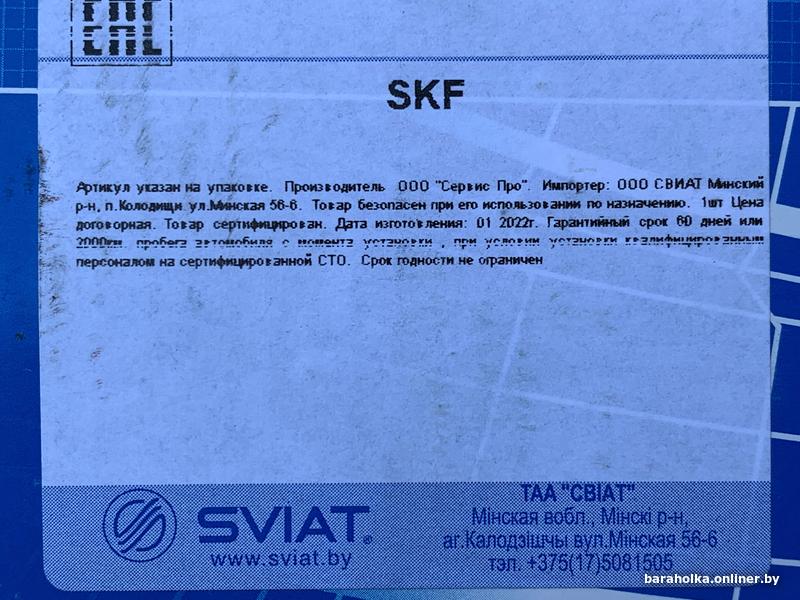 EAC
SKF
Артикул указан на упаковке. Производитель ООО "Сервис Про". Импортер: ООО СВИАТ Минский
р-н, п.Колодищи ул.Минская 56-6. Товар безопасен при его использовании по назначению. 1шт Цена
договорная. Товар сертифицирован. Дата изготовления: 01 2022г. Гарантийный срок 60 дней или
2000км. пробега автомобиля с момента установки , при условии установки квалифицированным
персоналом на сертифицированной СТО. Срок годности не ограничен
ТАА "СВІАТ"
Мінская вобл., Мінскі р-н,
SVIAT®
аг.Калодзішчы вул.Мінская 56-6
www.sviat.by
тэл. +375(17)5081505
baraholka.onliner.by